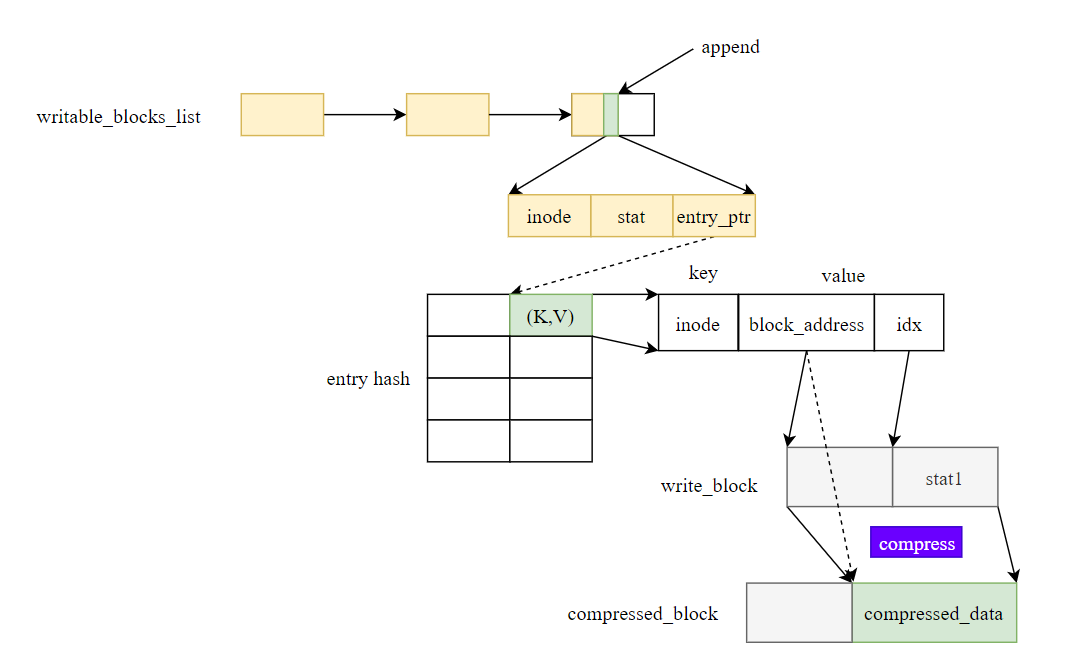 append
writable_blocks_list
inode stat entry_ptr
key value
(K,V) inode block_address idx
entry hash
write_block stat1
compress
compressed_block compressed_data